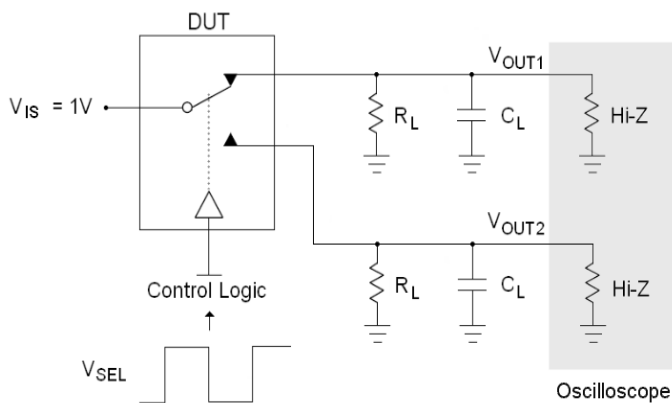 DUT
V_OUT1
V_IS = 1V
R_L
C_L
Hi-Z
V_OUT2
Control Logic
R_L
C_L
Hi-Z
V_SEL
Oscilloscope